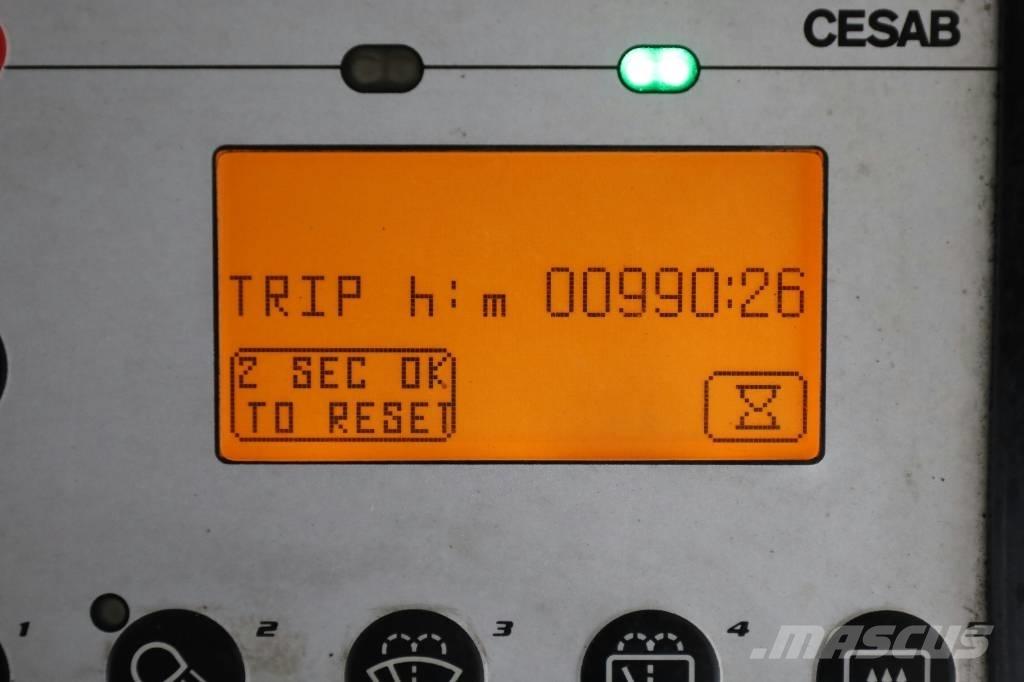 CESAB
TRIP h:m 00990:26
2 SEC OK
TO RESET
1 2 3 4 5
MASCUS